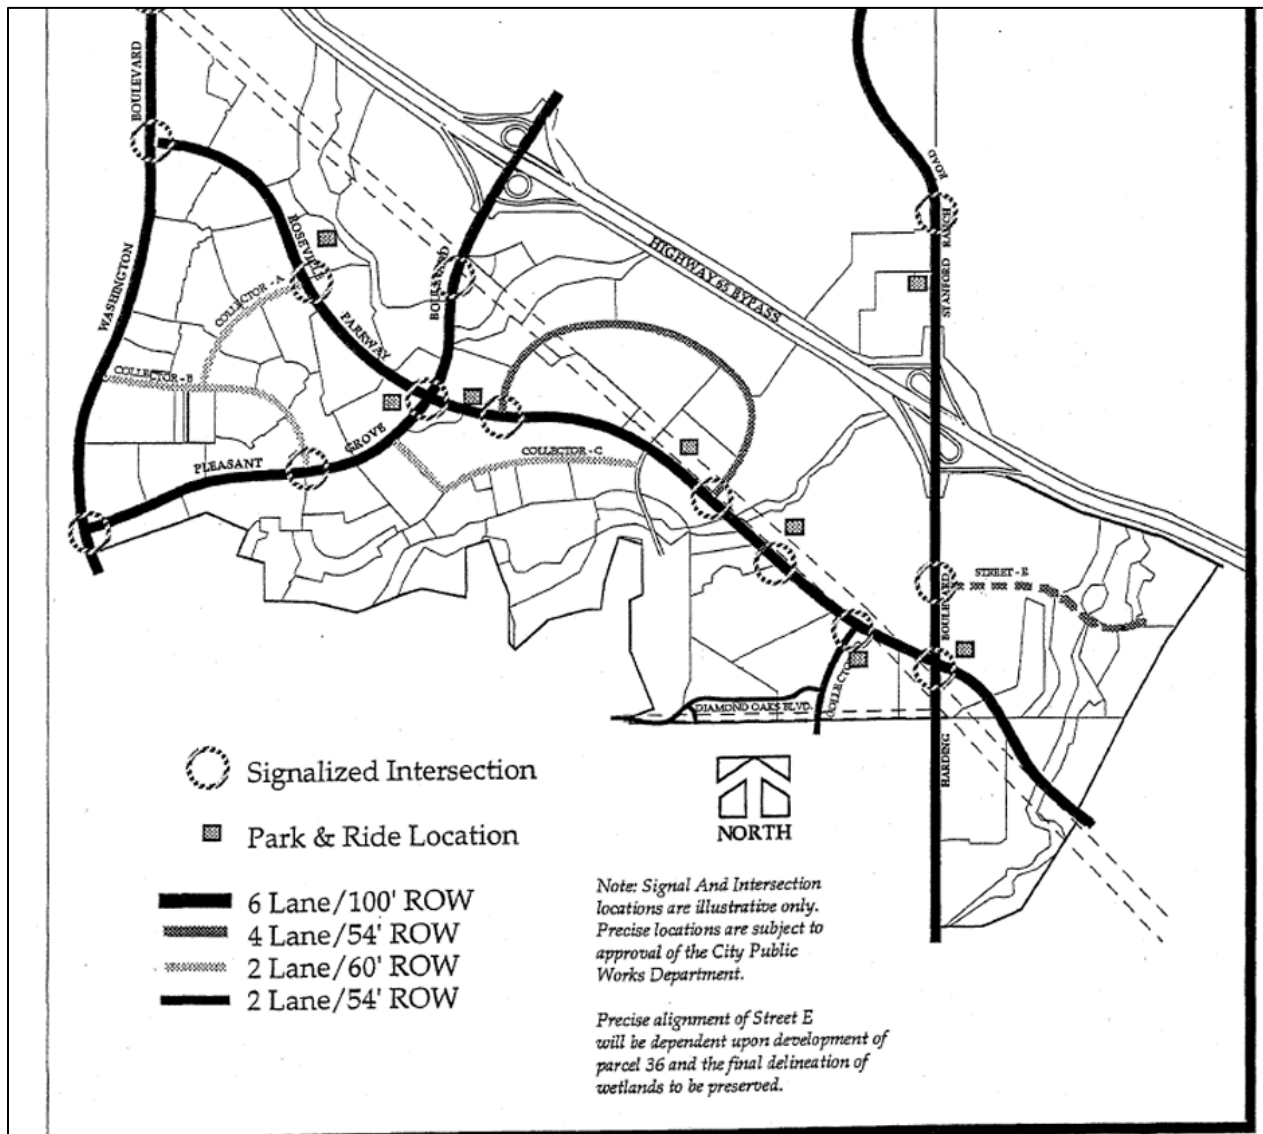 BOULEVARD
ROAD
ROSEVILLE
BOULEVARD
RANCH
WASHINGTON
COLLECTOR - A
HIGHWAY 65 BYPASS
STANFORD
PARKWAY
COLLECTOR - B
GROVE
COLLECTOR - C
PLEASANT
STREET - E
BOULEVARD
DIAMOND OAKS BLVD.
HARDING
Signalized Intersection
Park & Ride Location
6 Lane/100' ROW
4 Lane/54' ROW
2 Lane/60' ROW
2 Lane/54' ROW
NORTH
Note: Signal And Intersection
locations are illustrative only.
Precise locations are subject to
approval of the City Public
Works Department.
Precise alignment of Street E
will be dependent upon development of
parcel 36 and the final delineation of
wetlands to be preserved.